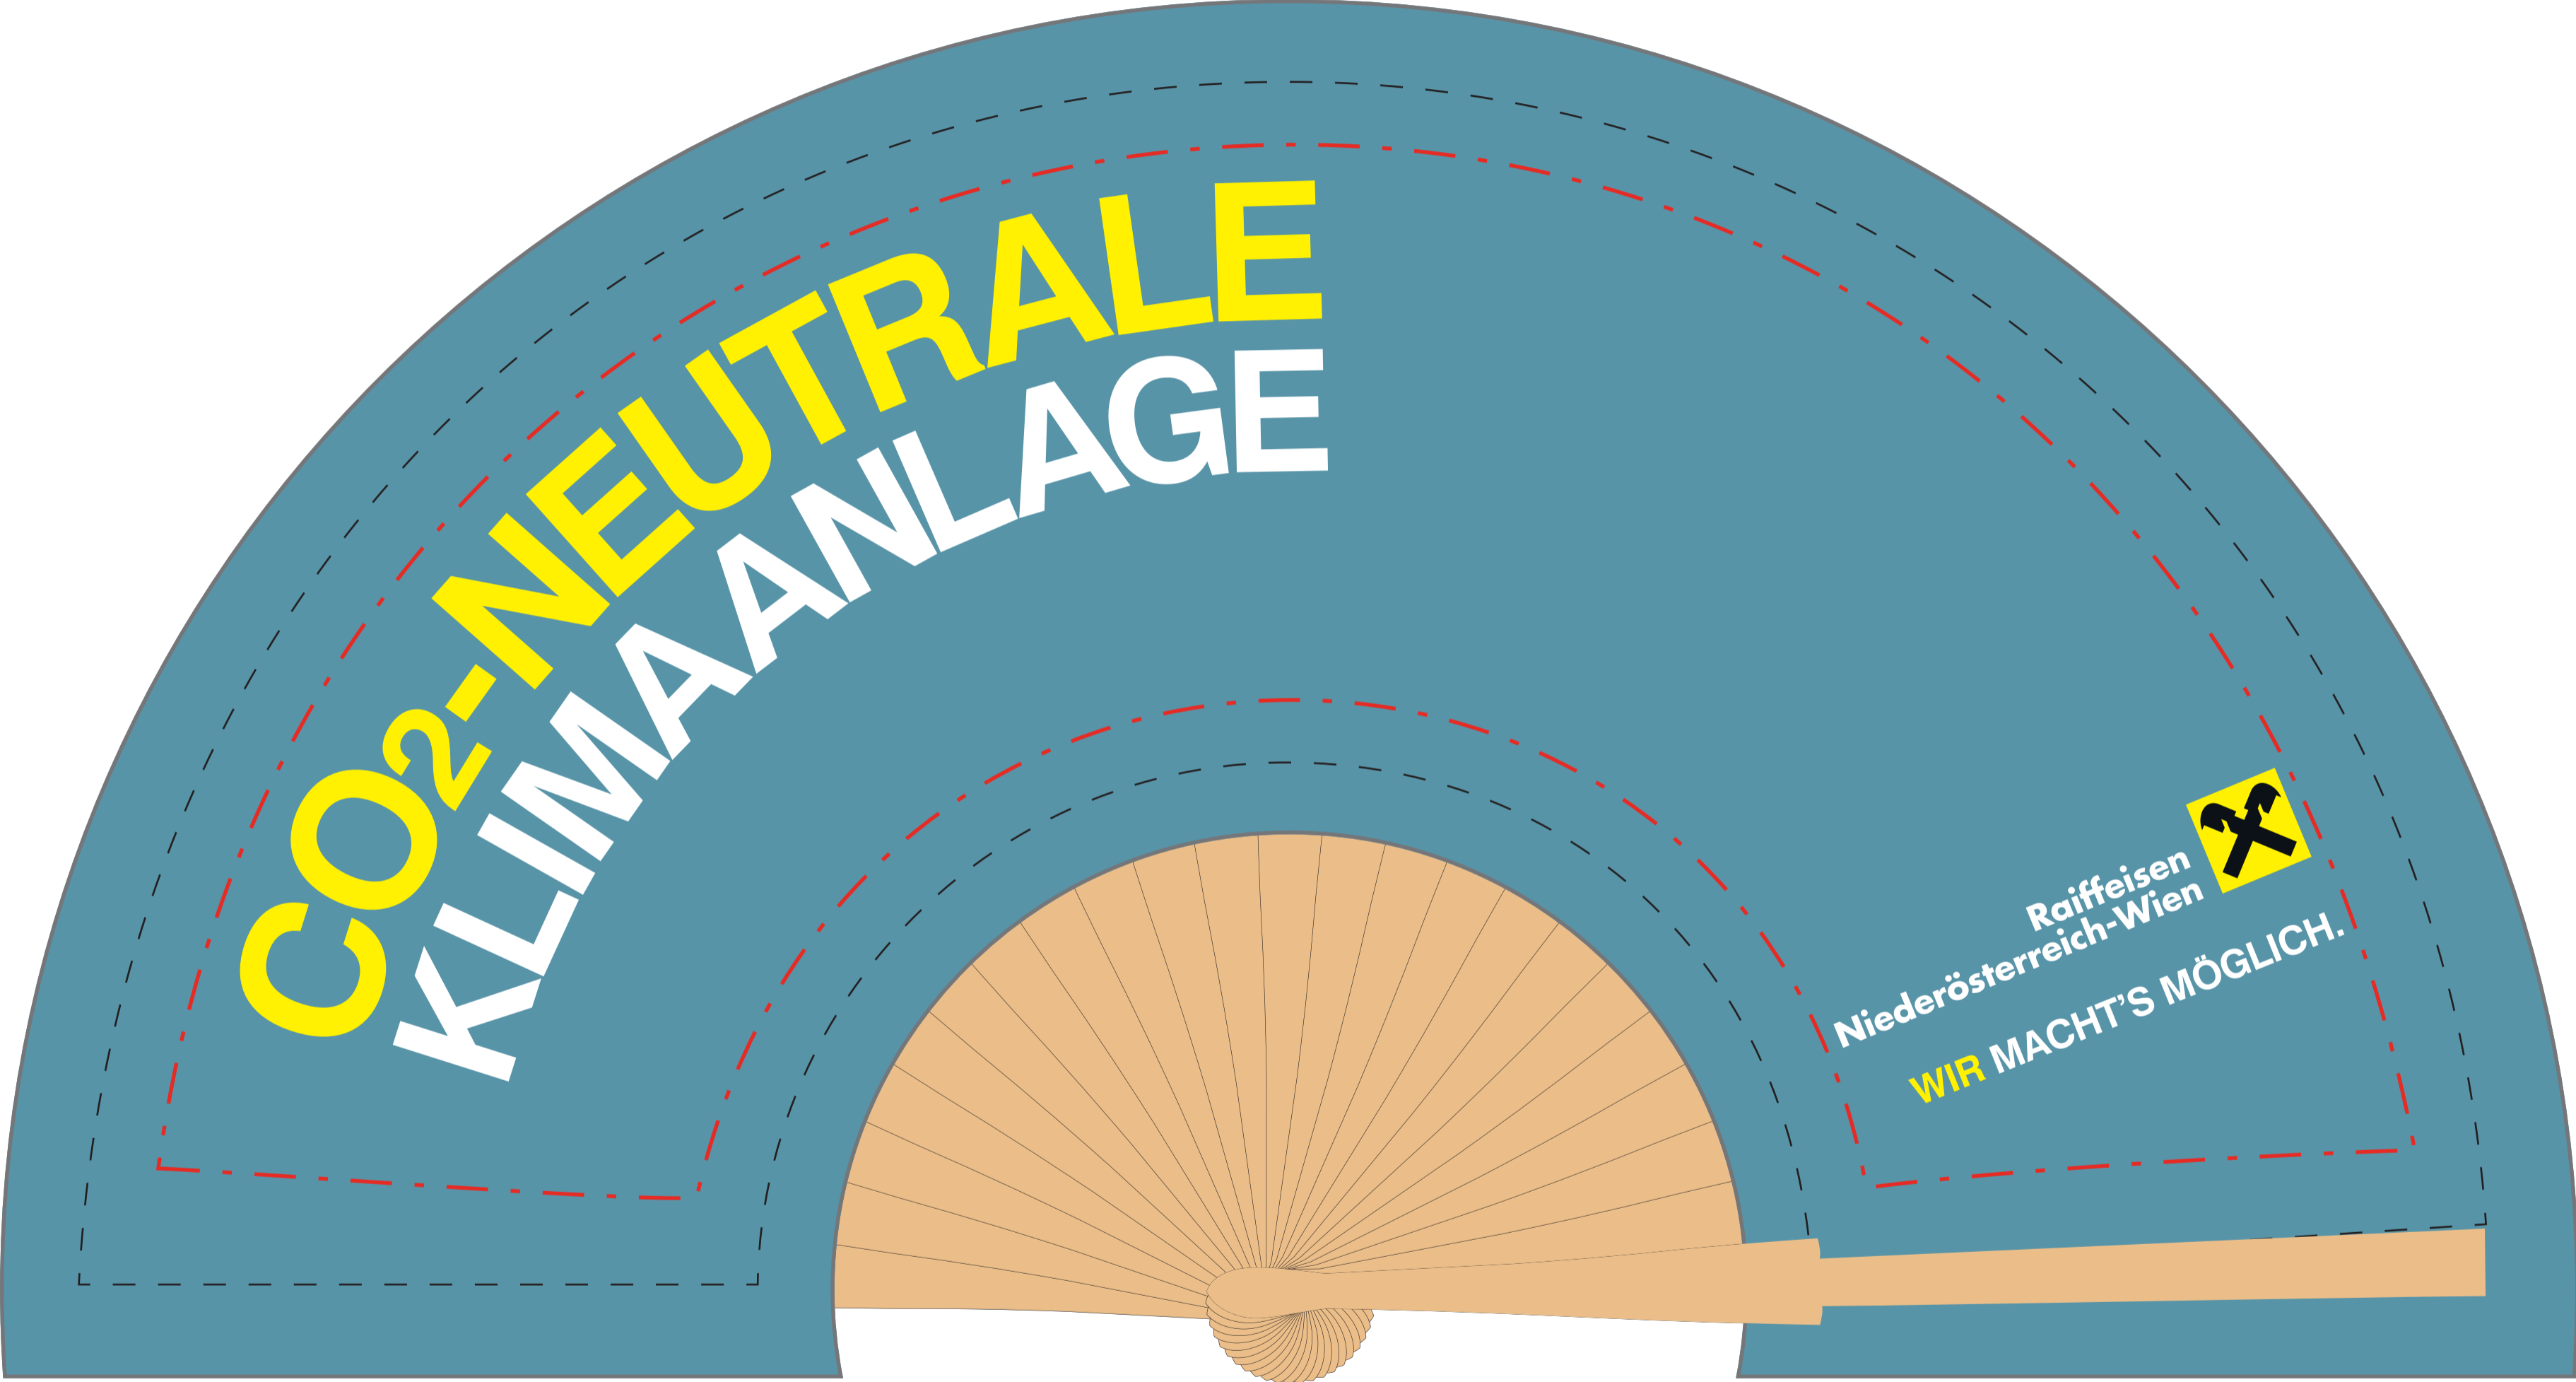 CO2-NEUTRALE
KLIMAANLAGE
Raiffeisen
Niederösterreich-Wien
WIR MACHT'S MÖGLICH.